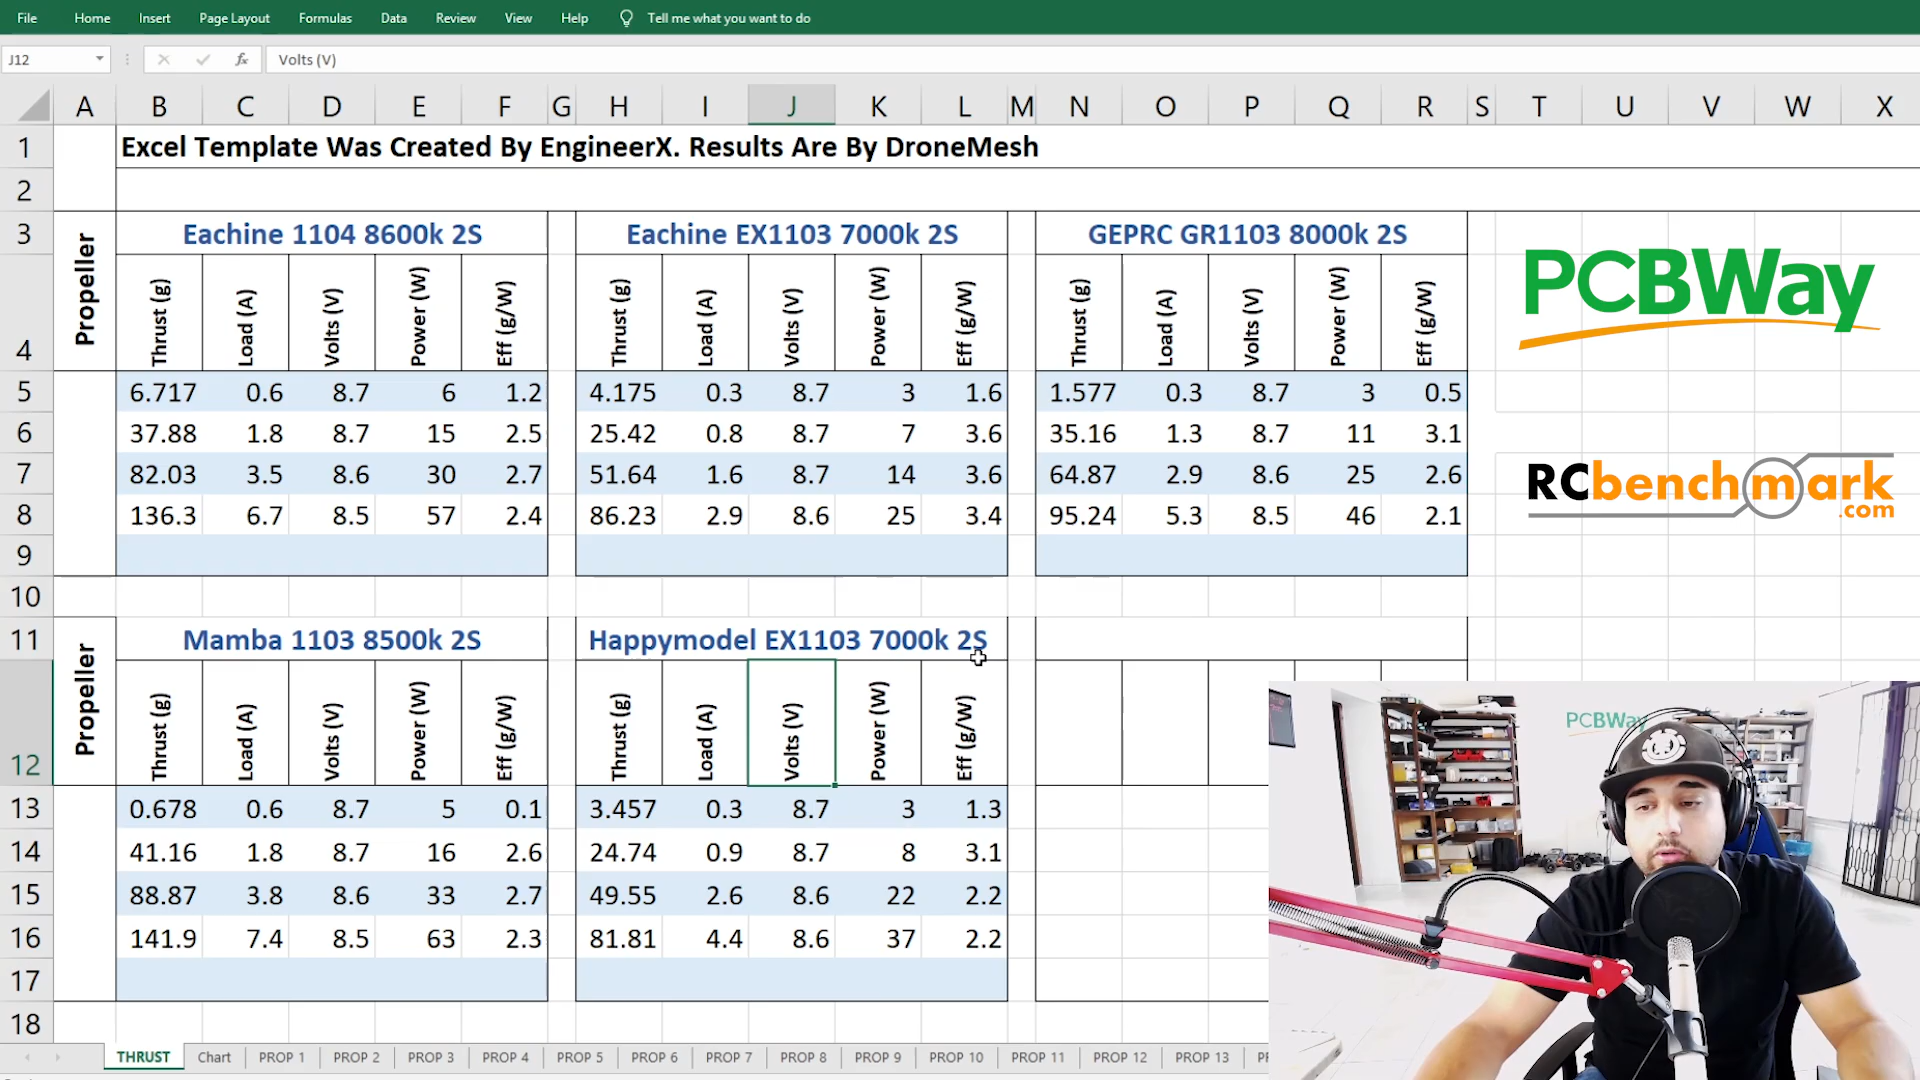 File Home Insert Page Layout Formulas Data Review View Help Tell me what you want to do
J12 fx Volts (V)
A B C D E F G H I J K L M N O P Q R S T U V W X
1 Excel Template Was Created By EngineerX. Results Are By DroneMesh
2
3 Propeller Eachine 1104 8600k 2S Eachine EX1103 7000k 2S GEPRC GR1103 8000k 2S
4 Thrust (g) Load (A) Volts (V) Power (W) Eff (g/W) Thrust (g) Load (A) Volts (V) Power (W) Eff (g/W) Thrust (g) Load (A) Volts (V) Power (W) Eff (g/W)
PCBWay
5 6.717 0.6 8.7 6 1.2 4.175 0.3 8.7 3 1.6 1.577 0.3 8.7 3 0.5
6 37.88 1.8 8.7 15 2.5 25.42 0.8 8.7 7 3.6 35.16 1.3 8.7 11 3.1
7 82.03 3.5 8.6 30 2.7 51.64 1.6 8.7 14 3.6 64.87 2.9 8.6 25 2.6
RCbenchmark
.com
8 136.3 6.7 8.5 57 2.4 86.23 2.9 8.6 25 3.4 95.24 5.3 8.5 46 2.1
9
10
11 Propeller Mamba 1103 8500k 2S Happymodel EX1103 7000k 2S
12 Thrust (g) Load (A) Volts (V) Power (W) Eff (g/W) Thrust (g) Load (A) Volts (V) Power (W) Eff (g/W)
PCBWay
13 0.678 0.6 8.7 5 0.1 3.457 0.3 8.7 3 1.3
14 41.16 1.8 8.7 16 2.6 24.74 0.9 8.7 8 3.1
15 88.87 3.8 8.6 33 2.7 49.55 2.6 8.6 22 2.2
16 141.9 7.4 8.5 63 2.3 81.81 4.4 8.6 37 2.2
17
18
THRUST Chart PROP 1 PROP 2 PROP 3 PROP 4 PROP 5 PROP 6 PROP 7 PROP 8 PROP 9 PROP 10 PROP 11 PROP 12 PROP 13